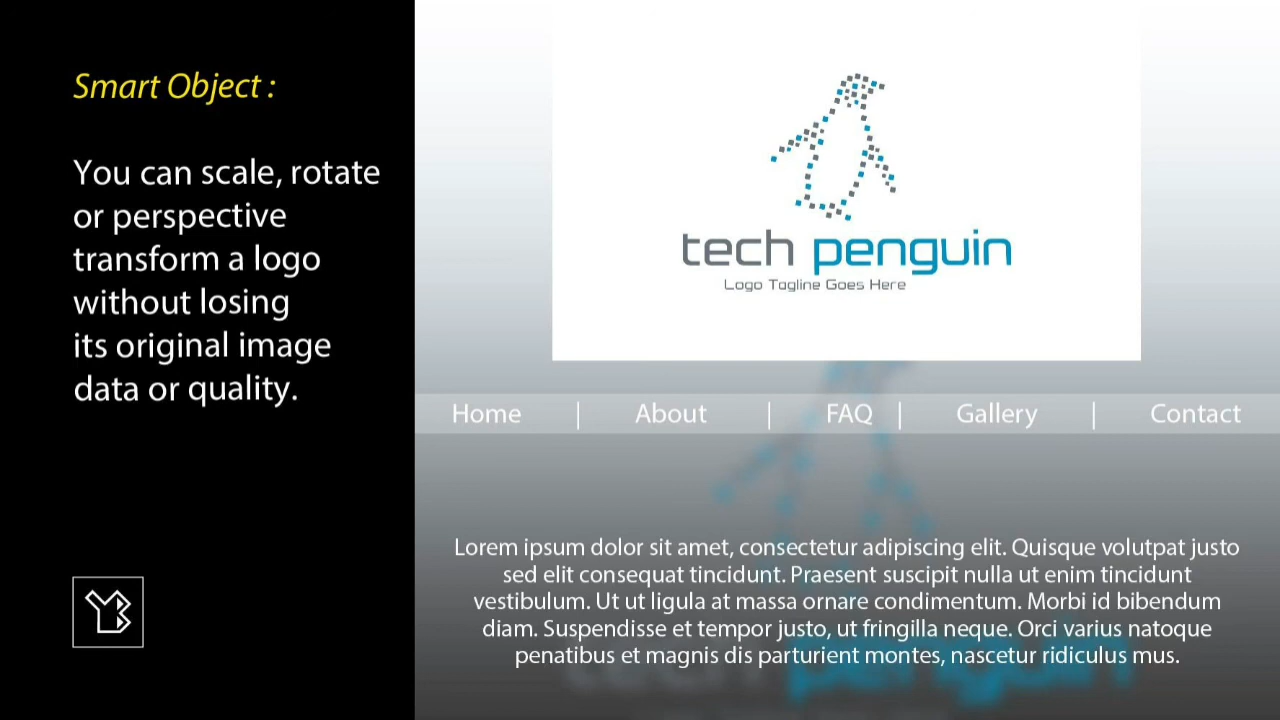 Smart Object :
You can scale, rotate
or perspective
transform a logo
without losing
its original image
data or quality.
tech penguin
Logo Tagline Goes Here
Home | About | FAQ | Gallery | Contact
Lorem ipsum dolor sit amet, consectetur adipiscing elit. Quisque volutpat justo
sed elit consequat tincidunt. Praesent suscipit nulla ut enim tincidunt
vestibulum. Ut ut ligula at massa ornare condimentum. Morbi id bibendum
diam. Suspendisse et tempor justo, ut fringilla neque. Orci varius natoque
penatibus et magnis dis parturient montes, nascetur ridiculus mus.
tech penguin